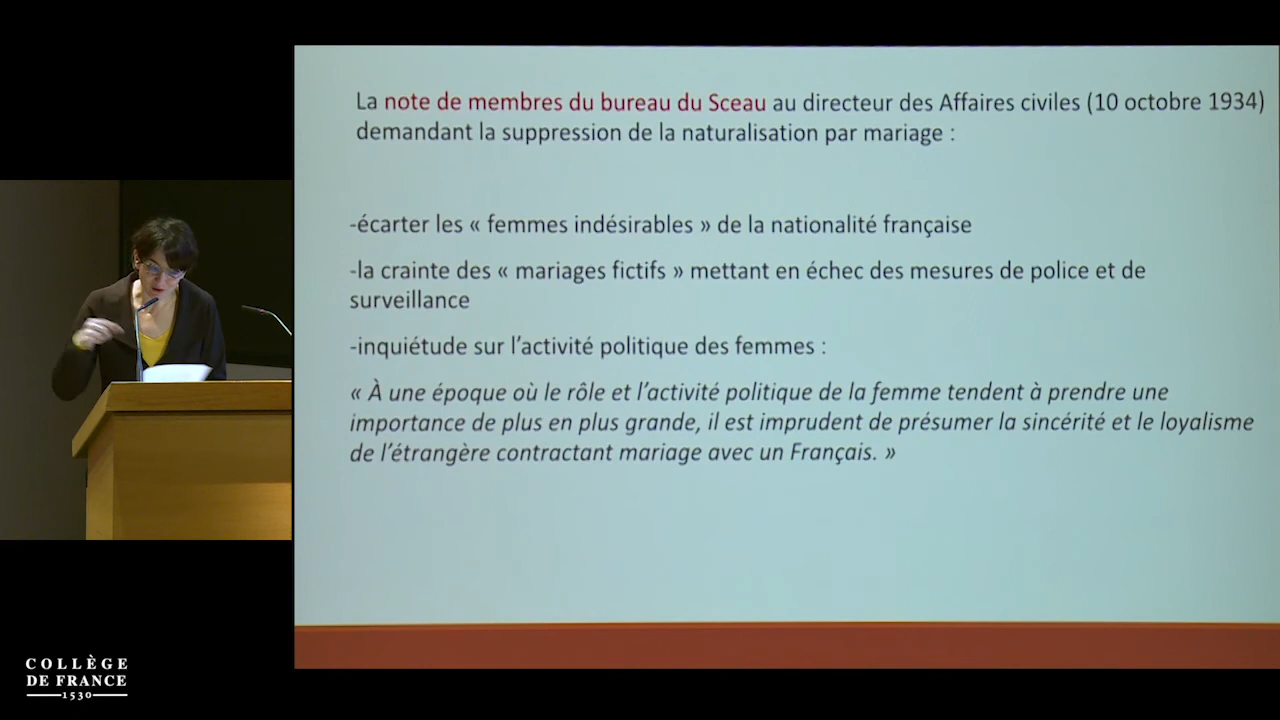 La note de membres du bureau du Sceau au directeur des Affaires civiles (10 octobre 1934)
demandant la suppression de la naturalisation par mariage :
-écarter les « femmes indésirables » de la nationalité française
-la crainte des « mariages fictifs » mettant en échec des mesures de police et de
surveillance
-inquiétude sur l’activité politique des femmes :
« À une époque où le rôle et l’activité politique de la femme tendent à prendre une
importance de plus en plus grande, il est imprudent de présumer la sincérité et le loyalisme
de l’étrangère contractant mariage avec un Français. »
COLLÈGE
DE FRANCE
1530